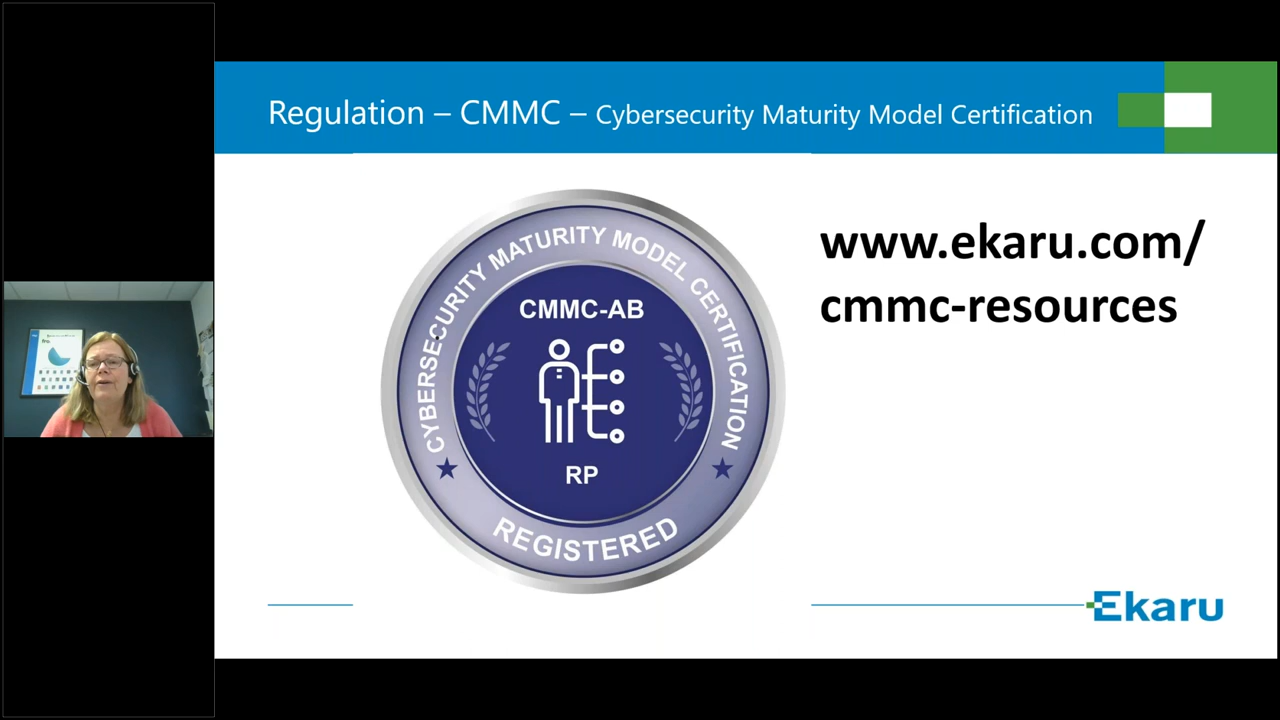 Regulation – CMMC – Cybersecurity Maturity Model Certification
CYBERSECURITY MATURITY MODEL CERTIFICATION
CMMC-AB
RP
REGISTERED
www.ekaru.com/
cmmc-resources
Ekaru